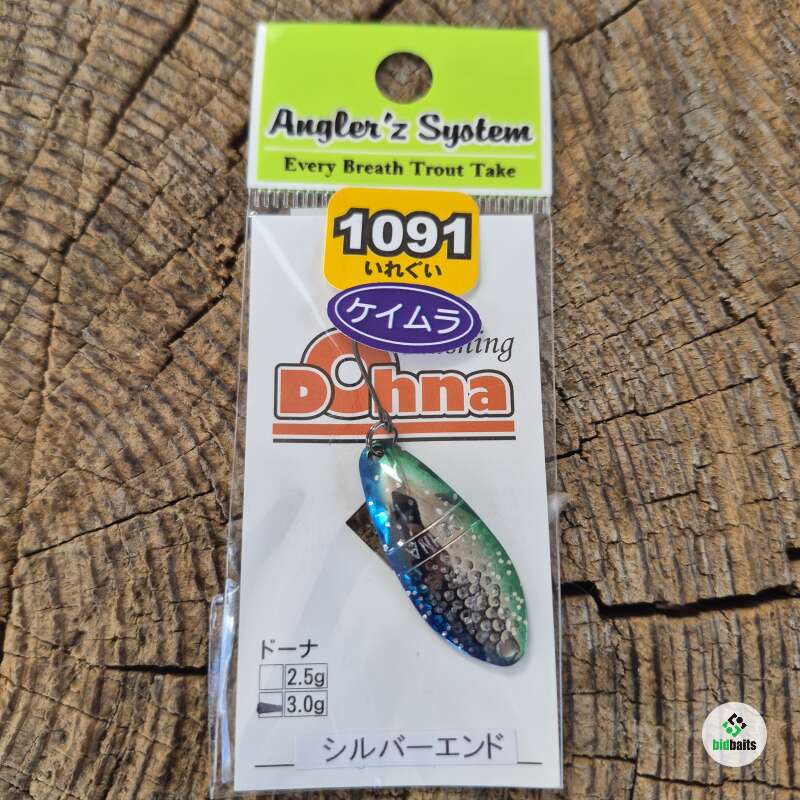 Angler'z System
Every Breath Trout Take
1091
いれぐい
ケイムラ
Dohna
ドーナ
2.5g
3.0g
シルバーエンド
bidbaits